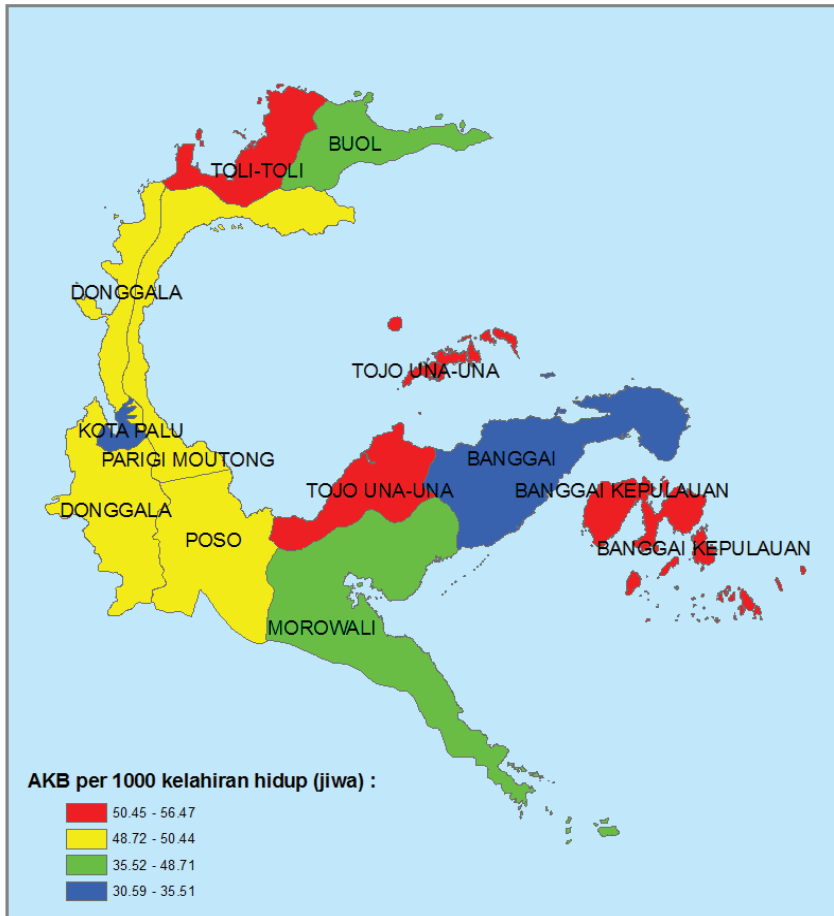 BUOL
TOLI-TOLI
DONGGALA
TOJO UNA-UNA
KOTA PALU
PARIGI MOUTONG
BANGGAI
TOJO UNA-UNA
BANGGAI KEPULAUAN
DONGGALA
POSO
BANGGAI KEPULAUAN
MOROWALI
AKB per 1000 kelahiran hidup (jiwa) :
50.45 - 56.47
48.72 - 50.44
35.52 - 48.71
30.59 - 35.51